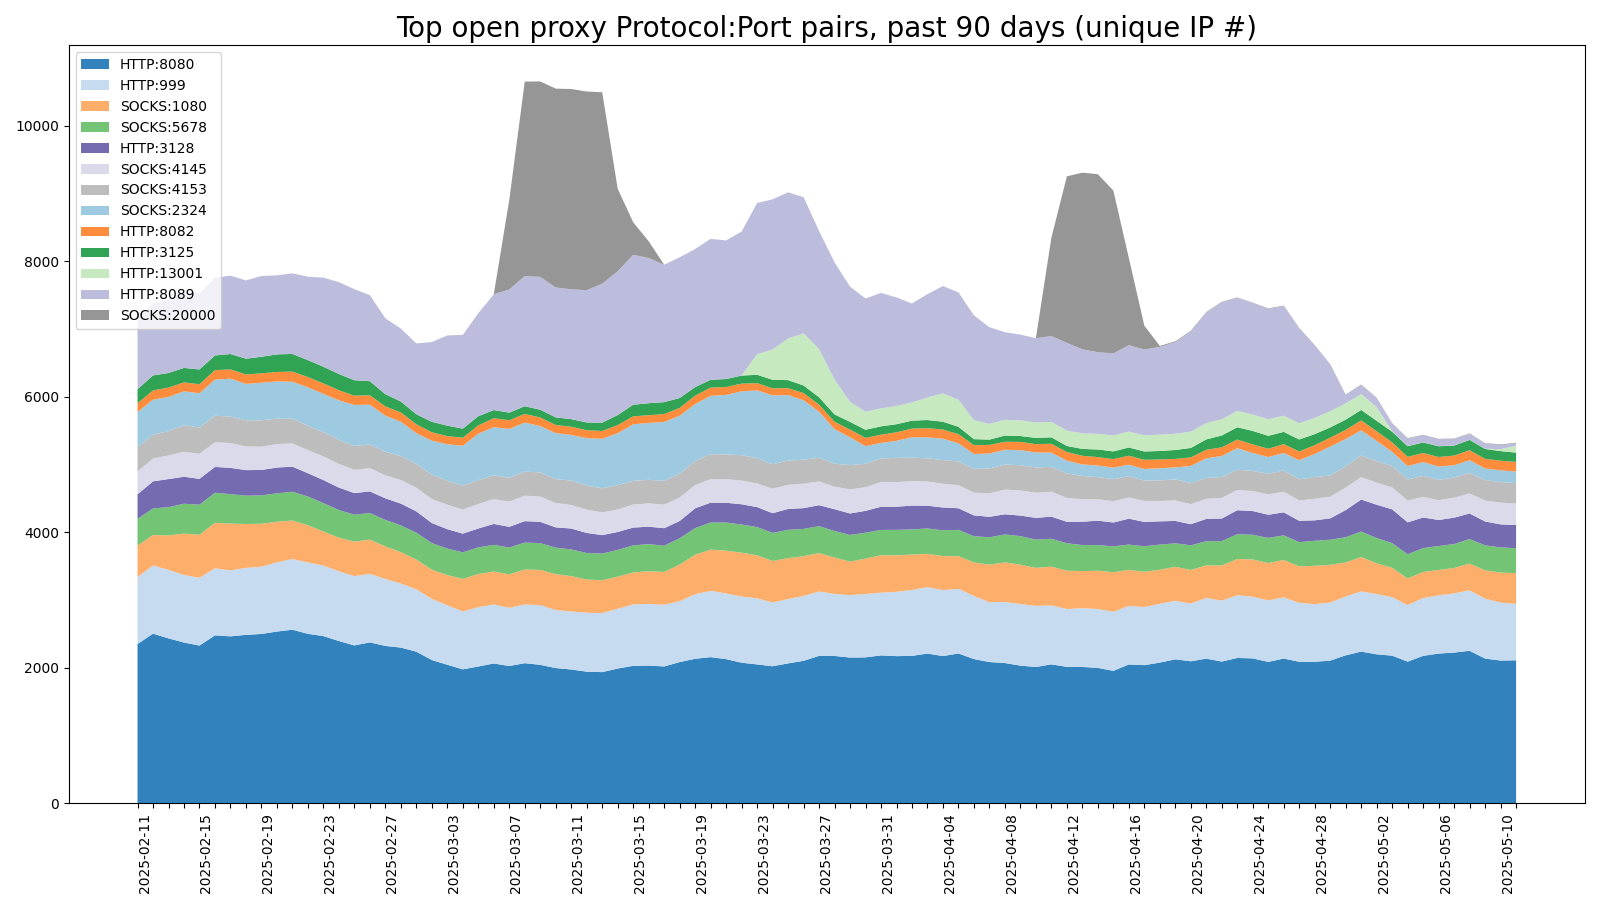 Top open proxy Protocol:Port pairs, past 90 days (unique IP #)
HTTP:8080
HTTP:999
SOCKS:1080
SOCKS:5678
HTTP:3128
SOCKS:4145
SOCKS:4153
SOCKS:2324
HTTP:8082
HTTP:3125
HTTP:13001
HTTP:8089
SOCKS:20000
10000
8000
6000
4000
2000
0
2025-02-11
2025-02-15
2025-02-19
2025-02-23
2025-02-27
2025-03-03
2025-03-07
2025-03-11
2025-03-15
2025-03-19
2025-03-23
2025-03-27
2025-03-31
2025-04-04
2025-04-08
2025-04-12
2025-04-16
2025-04-20
2025-04-24
2025-04-28
2025-05-02
2025-05-06
2025-05-10